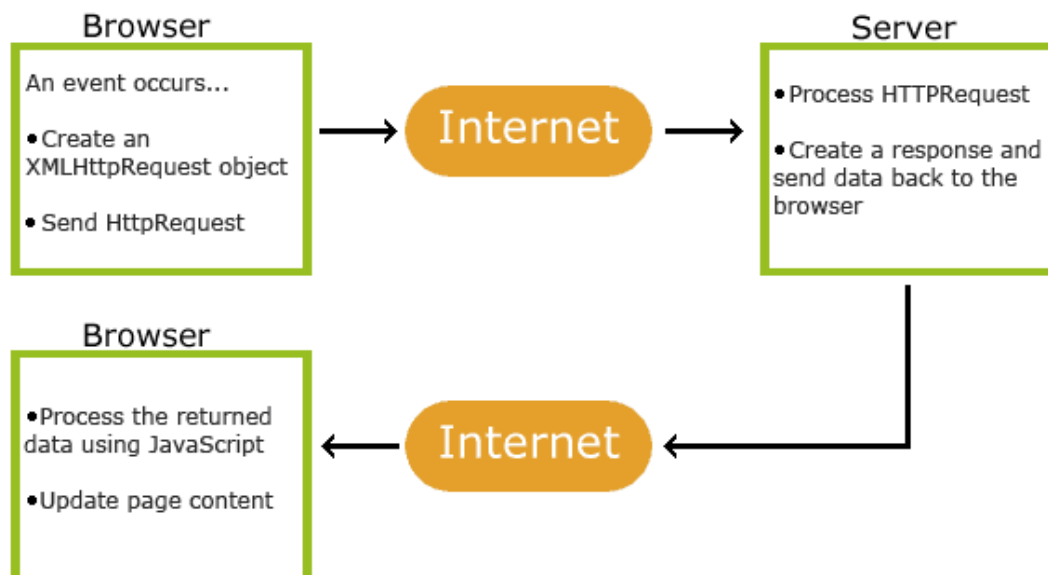 Browser
An event occurs...
•Create an
XMLHttpRequest object
• Send HttpRequest
Internet
Server
•Process HTTPRequest
•Create a response and
send data back to the
browser
Browser
•Process the returned
data using JavaScript
•Update page content
Internet